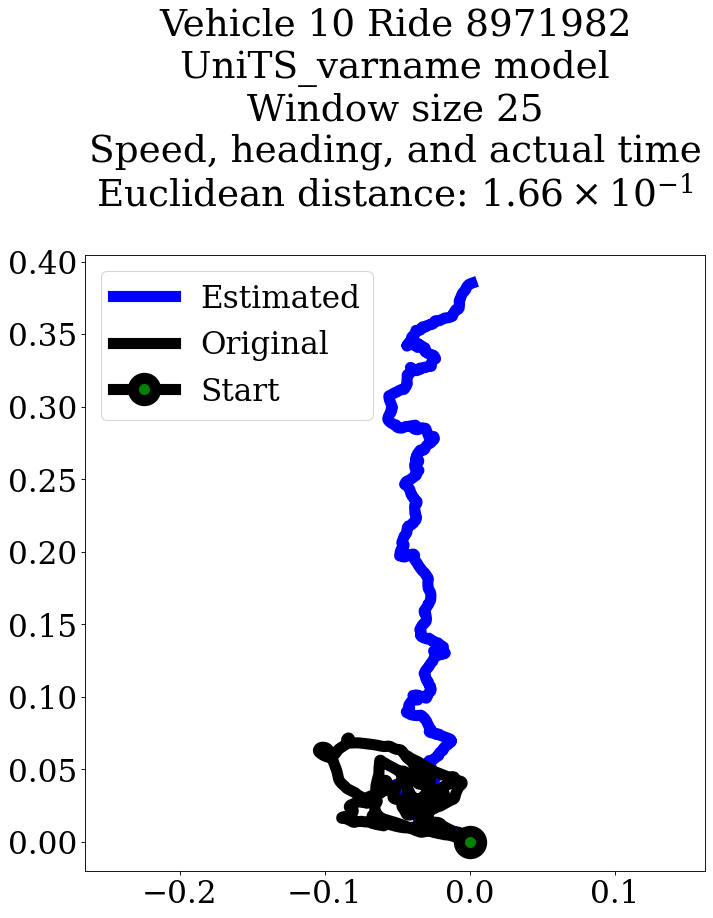 Vehicle 10 Ride 8971982
UniTS_varname model
Window size 25
Speed, heading, and actual time
Euclidean distance: $1.66 \times 10^{-1}$
0.40
0.35
0.30
0.25
0.20
0.15
0.10
0.05
0.00
Estimated
Original
Start
−0.2 −0.1 0.0 0.1